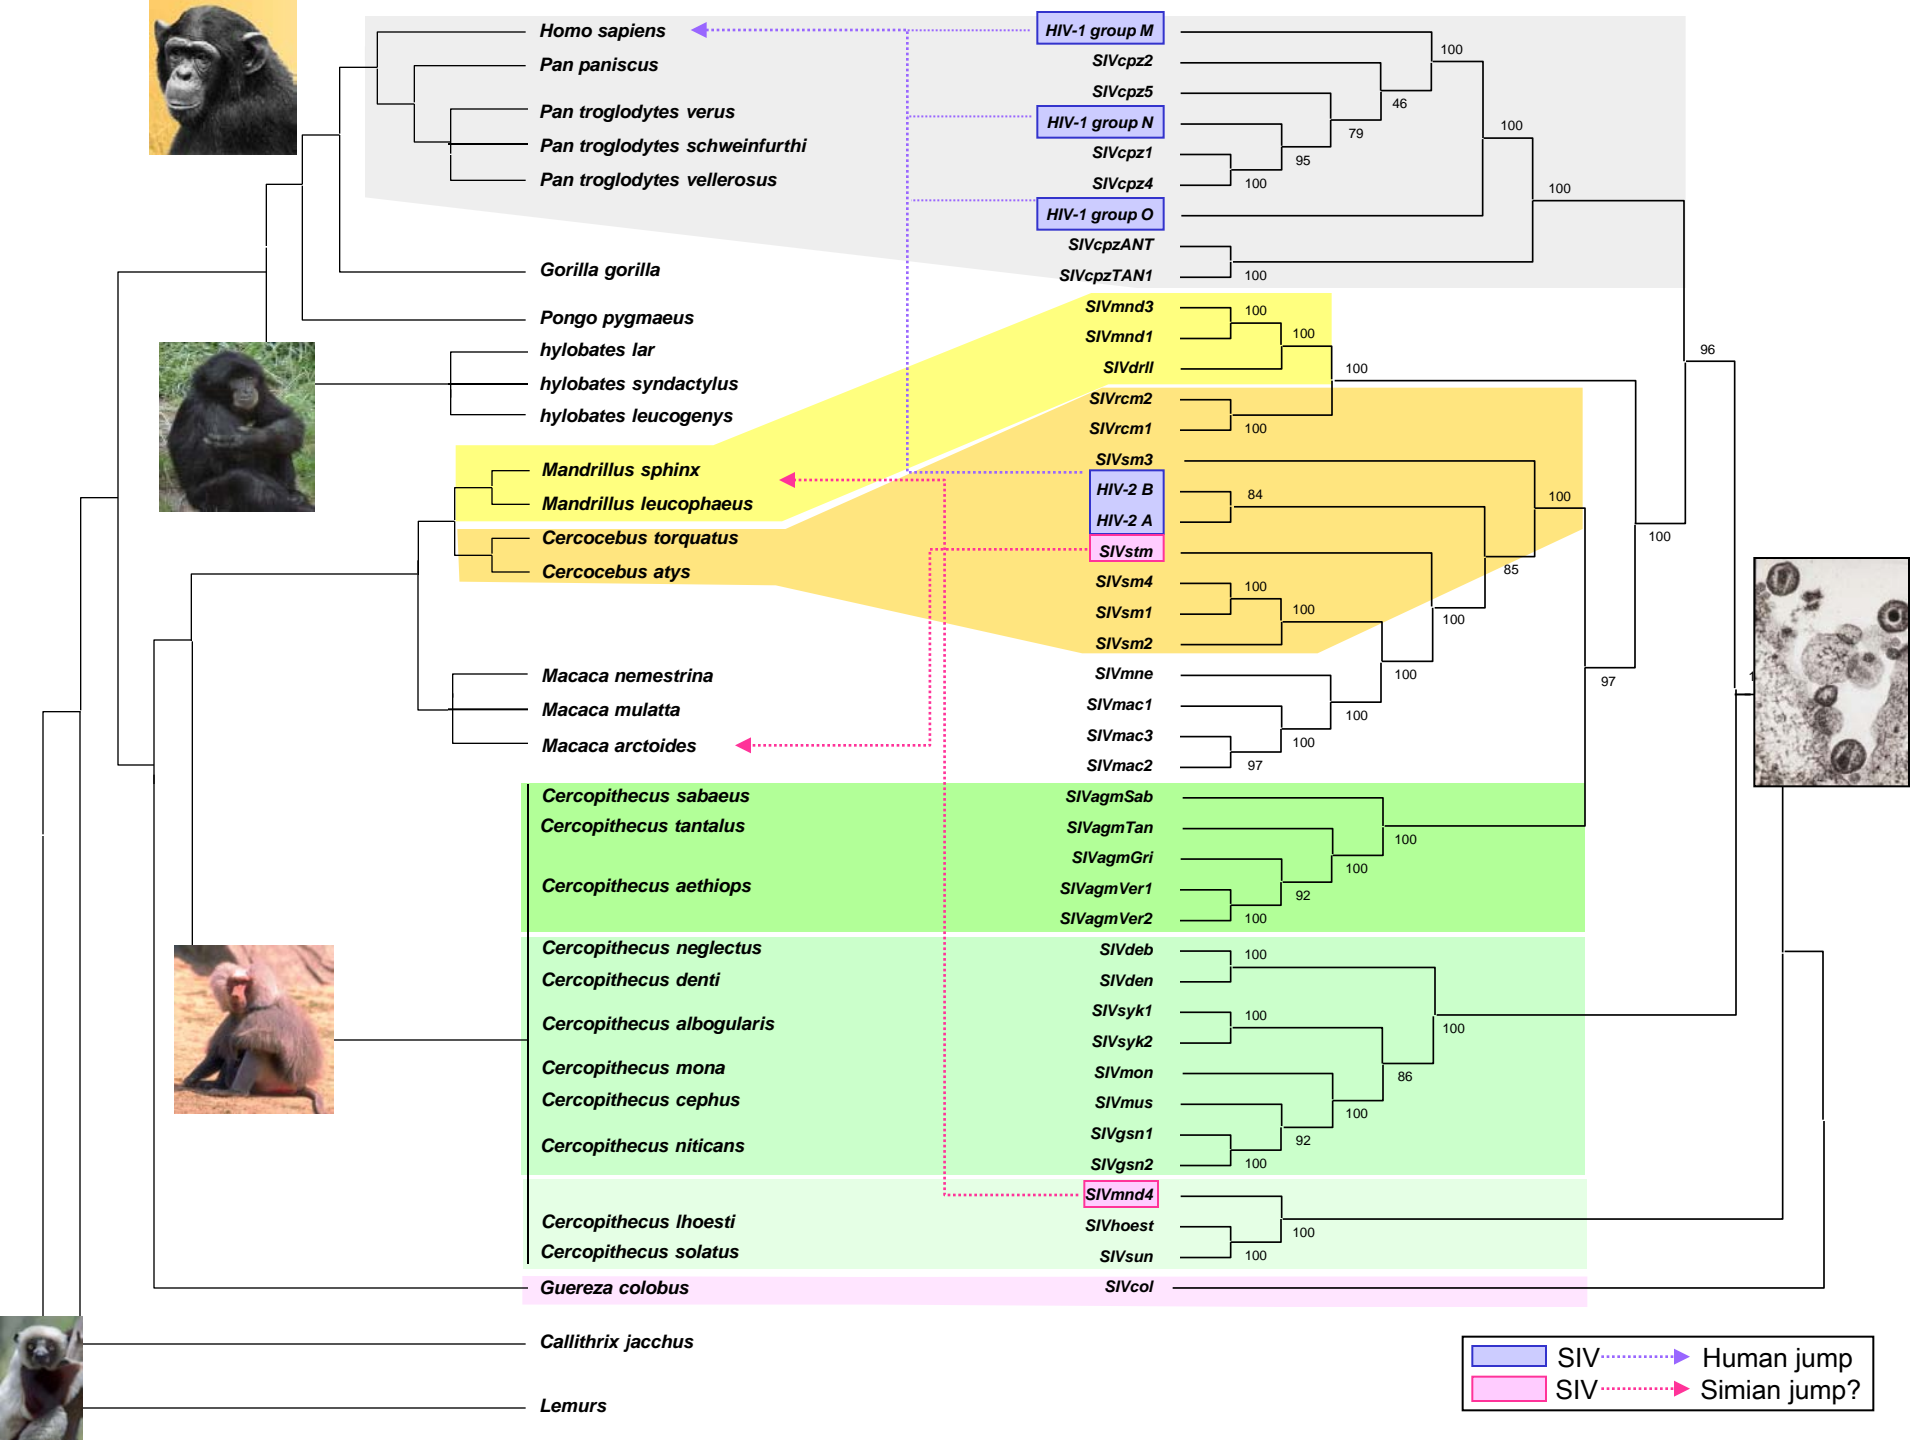 Homo sapiens
Pan paniscus
Pan troglodytes verus
Pan troglodytes schweinfurthi
Pan troglodytes vellerosus
Gorilla gorilla
Pongo pygmaeus
hylobates lar
hylobates syndactylus
hylobates leucogenys
Mandrillus sphinx
Mandrillus leucophaeus
Cercocebus torquatus
Cercocebus atys
Macaca nemestrina
Macaca mulatta
Macaca arctoides
Cercopithecus sabaeus
Cercopithecus tantalus
Cercopithecus aethiops
Cercopithecus neglectus
Cercopithecus denti
Cercopithecus albogularis
Cercopithecus mona
Cercopithecus cephus
Cercopithecus niticans
Cercopithecus lhoesti
Cercopithecus solatus
Guereza colobus
Callithrix jacchus
Lemurs
HIV-1 group M
SIVcpz2
SIVcpz5
HIV-1 group N
SIVcpz1
SIVcpz4
HIV-1 group O
SIVcpzANT
SIVcpzTAN1
SIVmnd3
SIVmnd1
SIVdrll
SIVrcm2
SIVrcm1
SIVsm3
HIV-2 B
HIV-2 A
SIVstm
SIVsm4
SIVsm1
SIVsm2
SIVmne
SIVmac1
SIVmac3
SIVmac2
SIVagmSab
SIVagmTan
SIVagmGri
SIVagmVer1
SIVagmVer2
SIVdeb
SIVden
SIVsyk1
SIVsyk2
SIVmon
SIVmus
SIVgsn1
SIVgsn2
SIVmnd4
SIVhoest
SIVsun
SIVcol
100
46
100
79
95
100
100
100
100
100
96
100
100
100
84
100
100
85
100
100
100
97
100
100
100
97
100
100
92
100
100
100
100
86
100
92
100
100
100
SIV Human jump
SIV Simian jump?